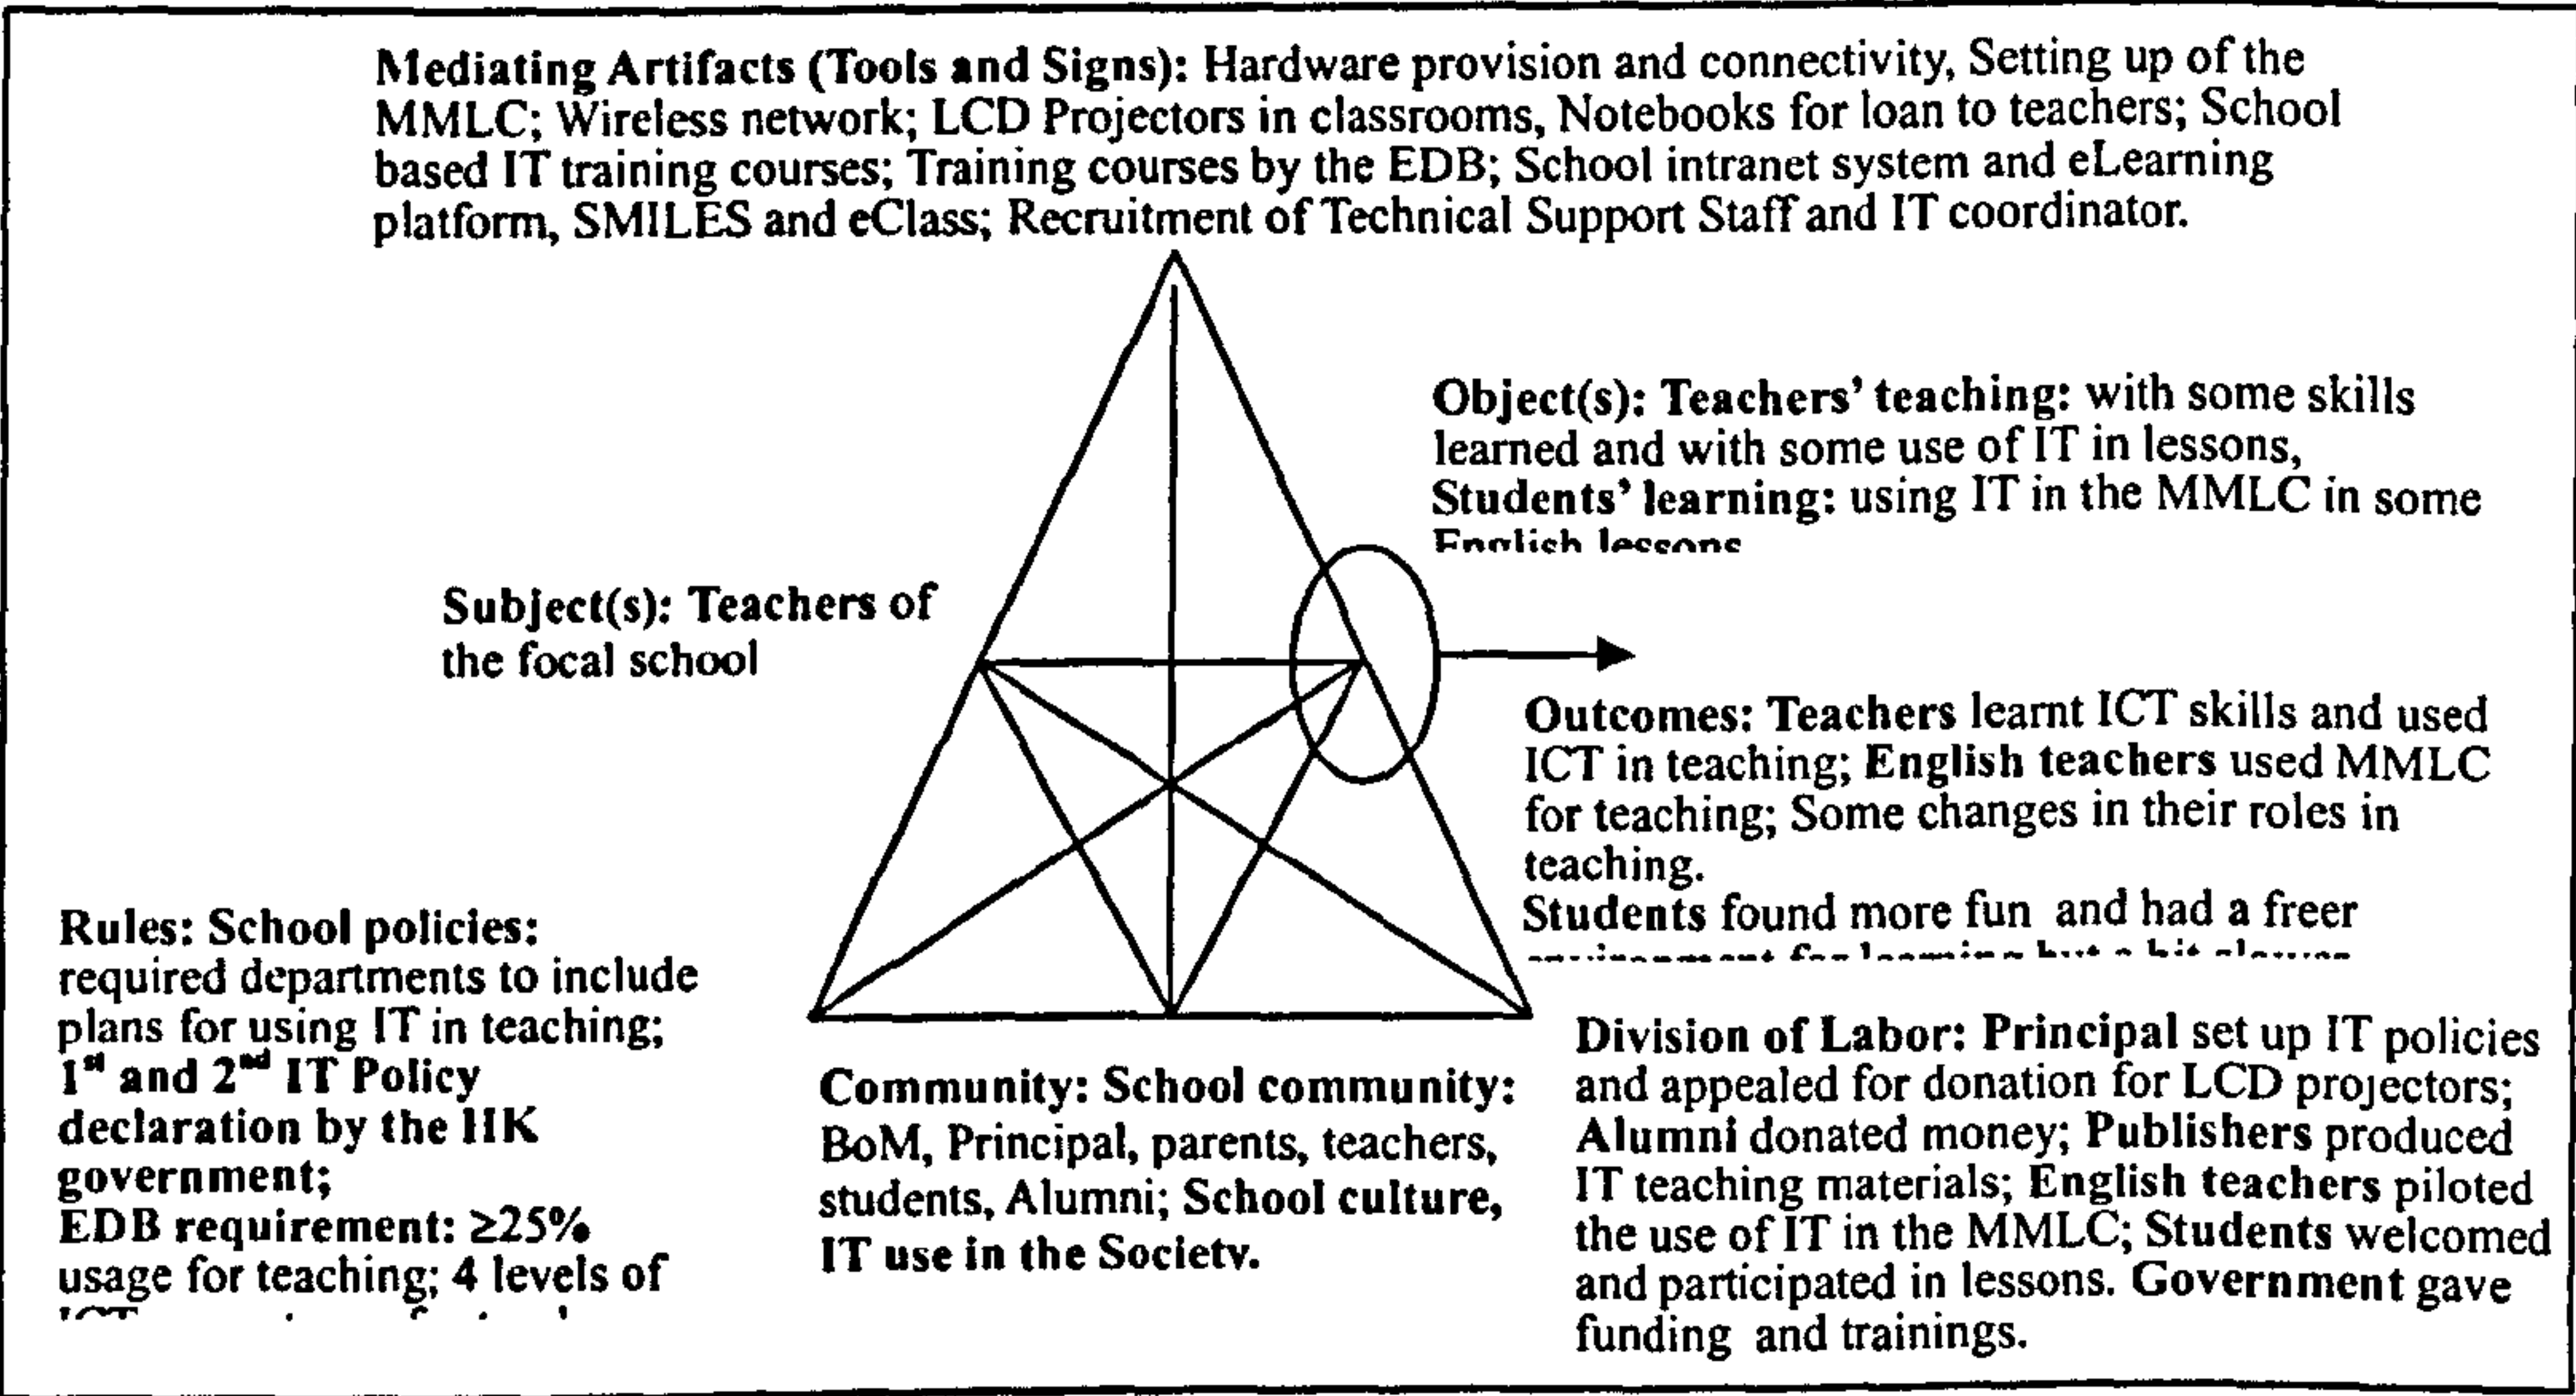 Mediating Artifacts (Tools and Signs): Hardware provision and connectivity, Setting up of the
MMLC; Wireless network; LCD Projectors in classrooms, Notebooks for loan to teachers; School
based IT training courses; Training courses by the EDB; School intranet system and eLearning
platform, SMILES and eClass; Recruitment of Technical Support Staff and IT coordinator.
Object(s): Teachers' teaching: with some skills
learned and with some use of IT in lessons,
Students' learning: using IT in the MMLC in some
English lessons
Subject(s): Teachers of
the focal school
Outcomes: Teachers learnt ICT skills and used
ICT in teaching; English teachers used MMLC
for teaching; Some changes in their roles in
teaching.
Students found more fun and had a freer
Rules: School policies:
required departments to include
plans for using IT in teaching;
1st and 2nd IT Policy
declaration by the HK
government;
EDB requirement: ≥25%
usage for teaching; 4 levels of
Community: School community:
BoM, Principal, parents, teachers,
students, Alumni; School culture,
IT use in the Society.
Division of Labor: Principal set up IT policies
and appealed for donation for LCD projectors;
Alumni donated money; Publishers produced
IT teaching materials; English teachers piloted
the use of IT in the MMLC; Students welcomed
and participated in lessons. Government gave
funding and trainings.